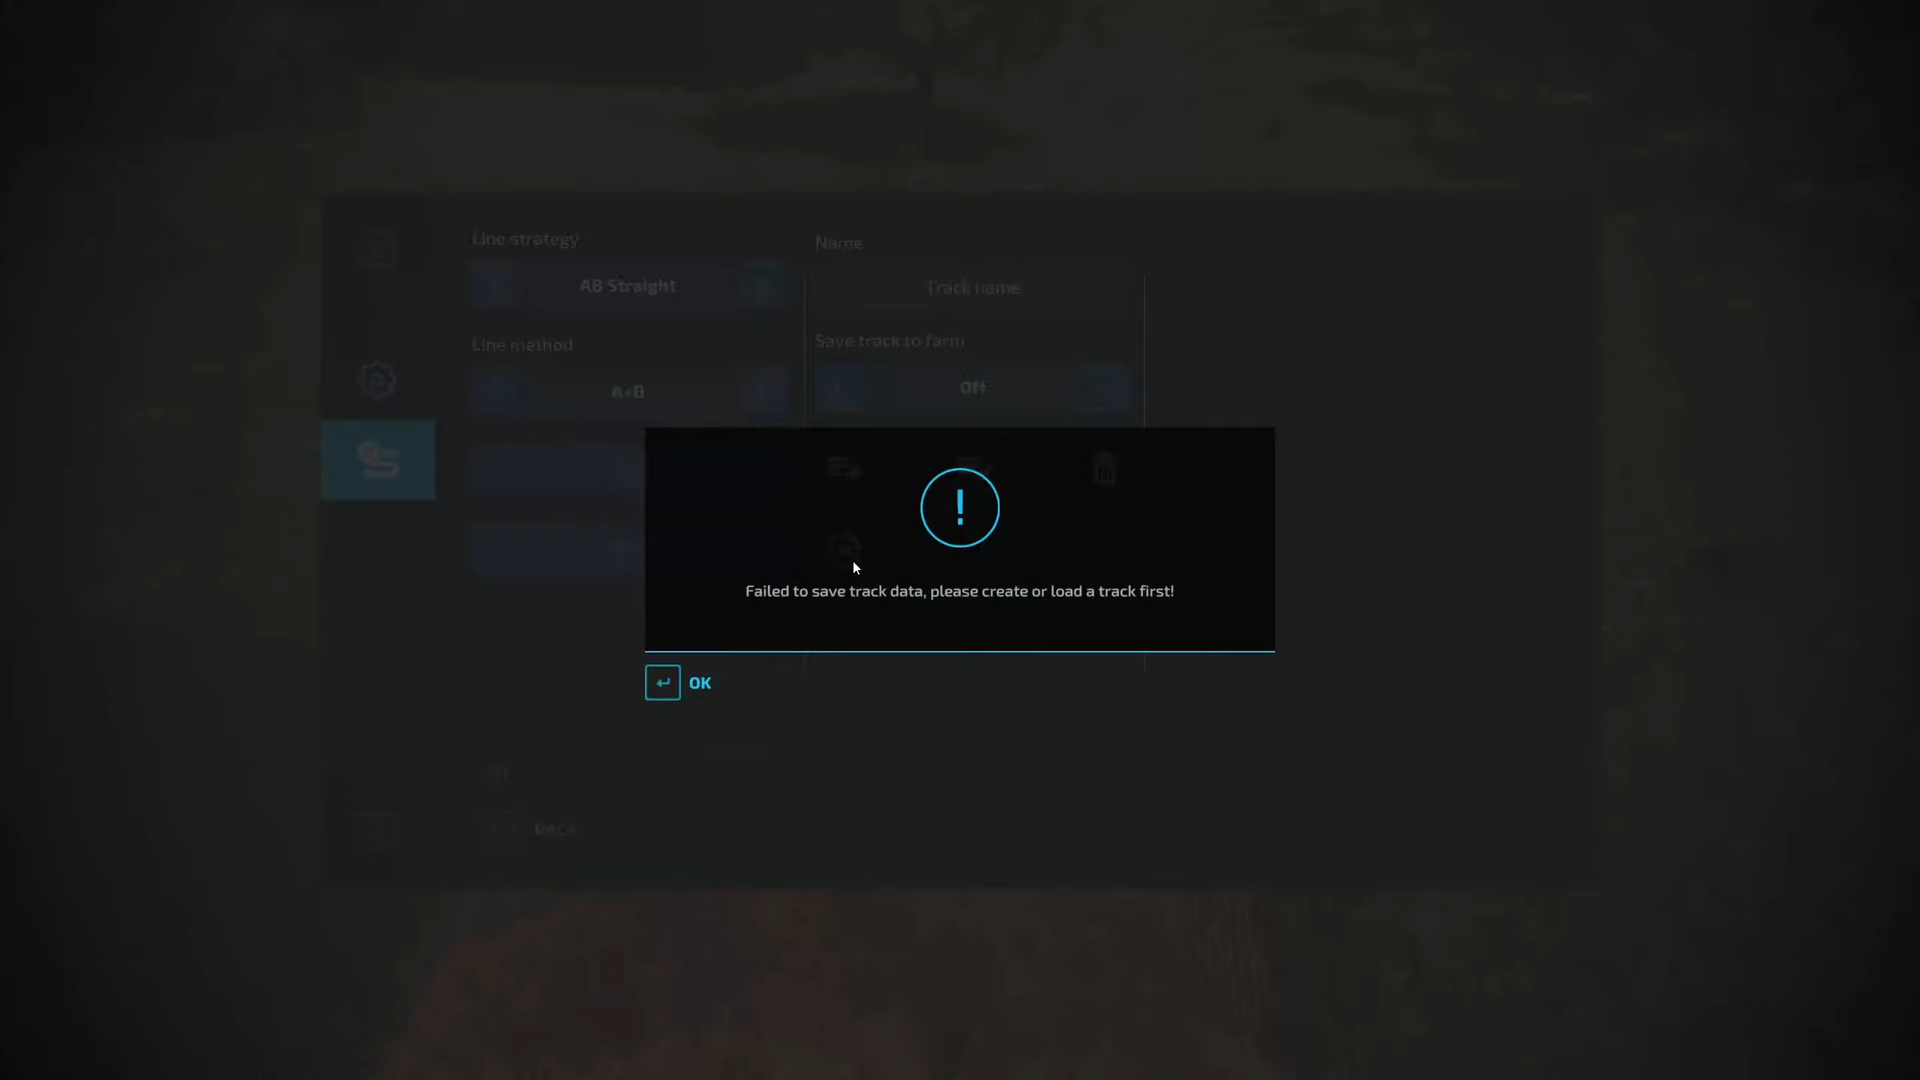 Line strategy
Name
AB Straight
Track name
Line method
Save track to farm
A+B
Off
Failed to save track data, please create or load a track first!
OK
BACK